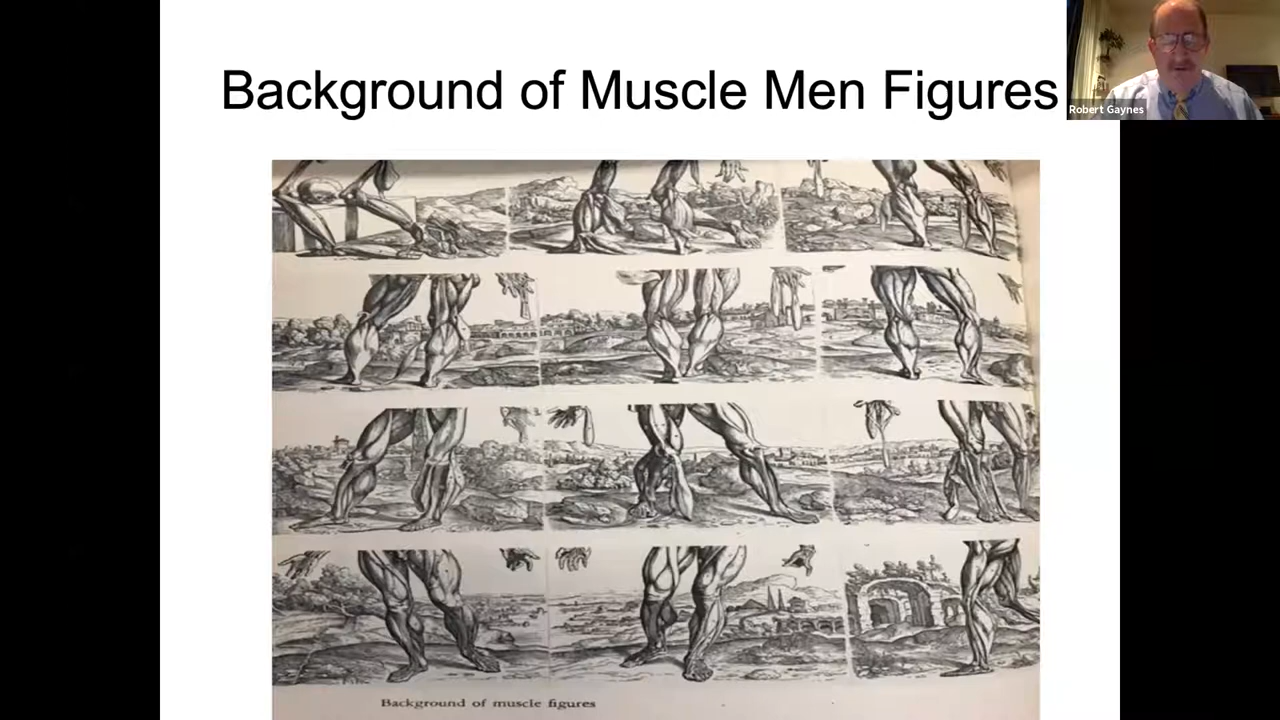 Background of Muscle Men Figures
Robert Gaynes
Background of muscle figures